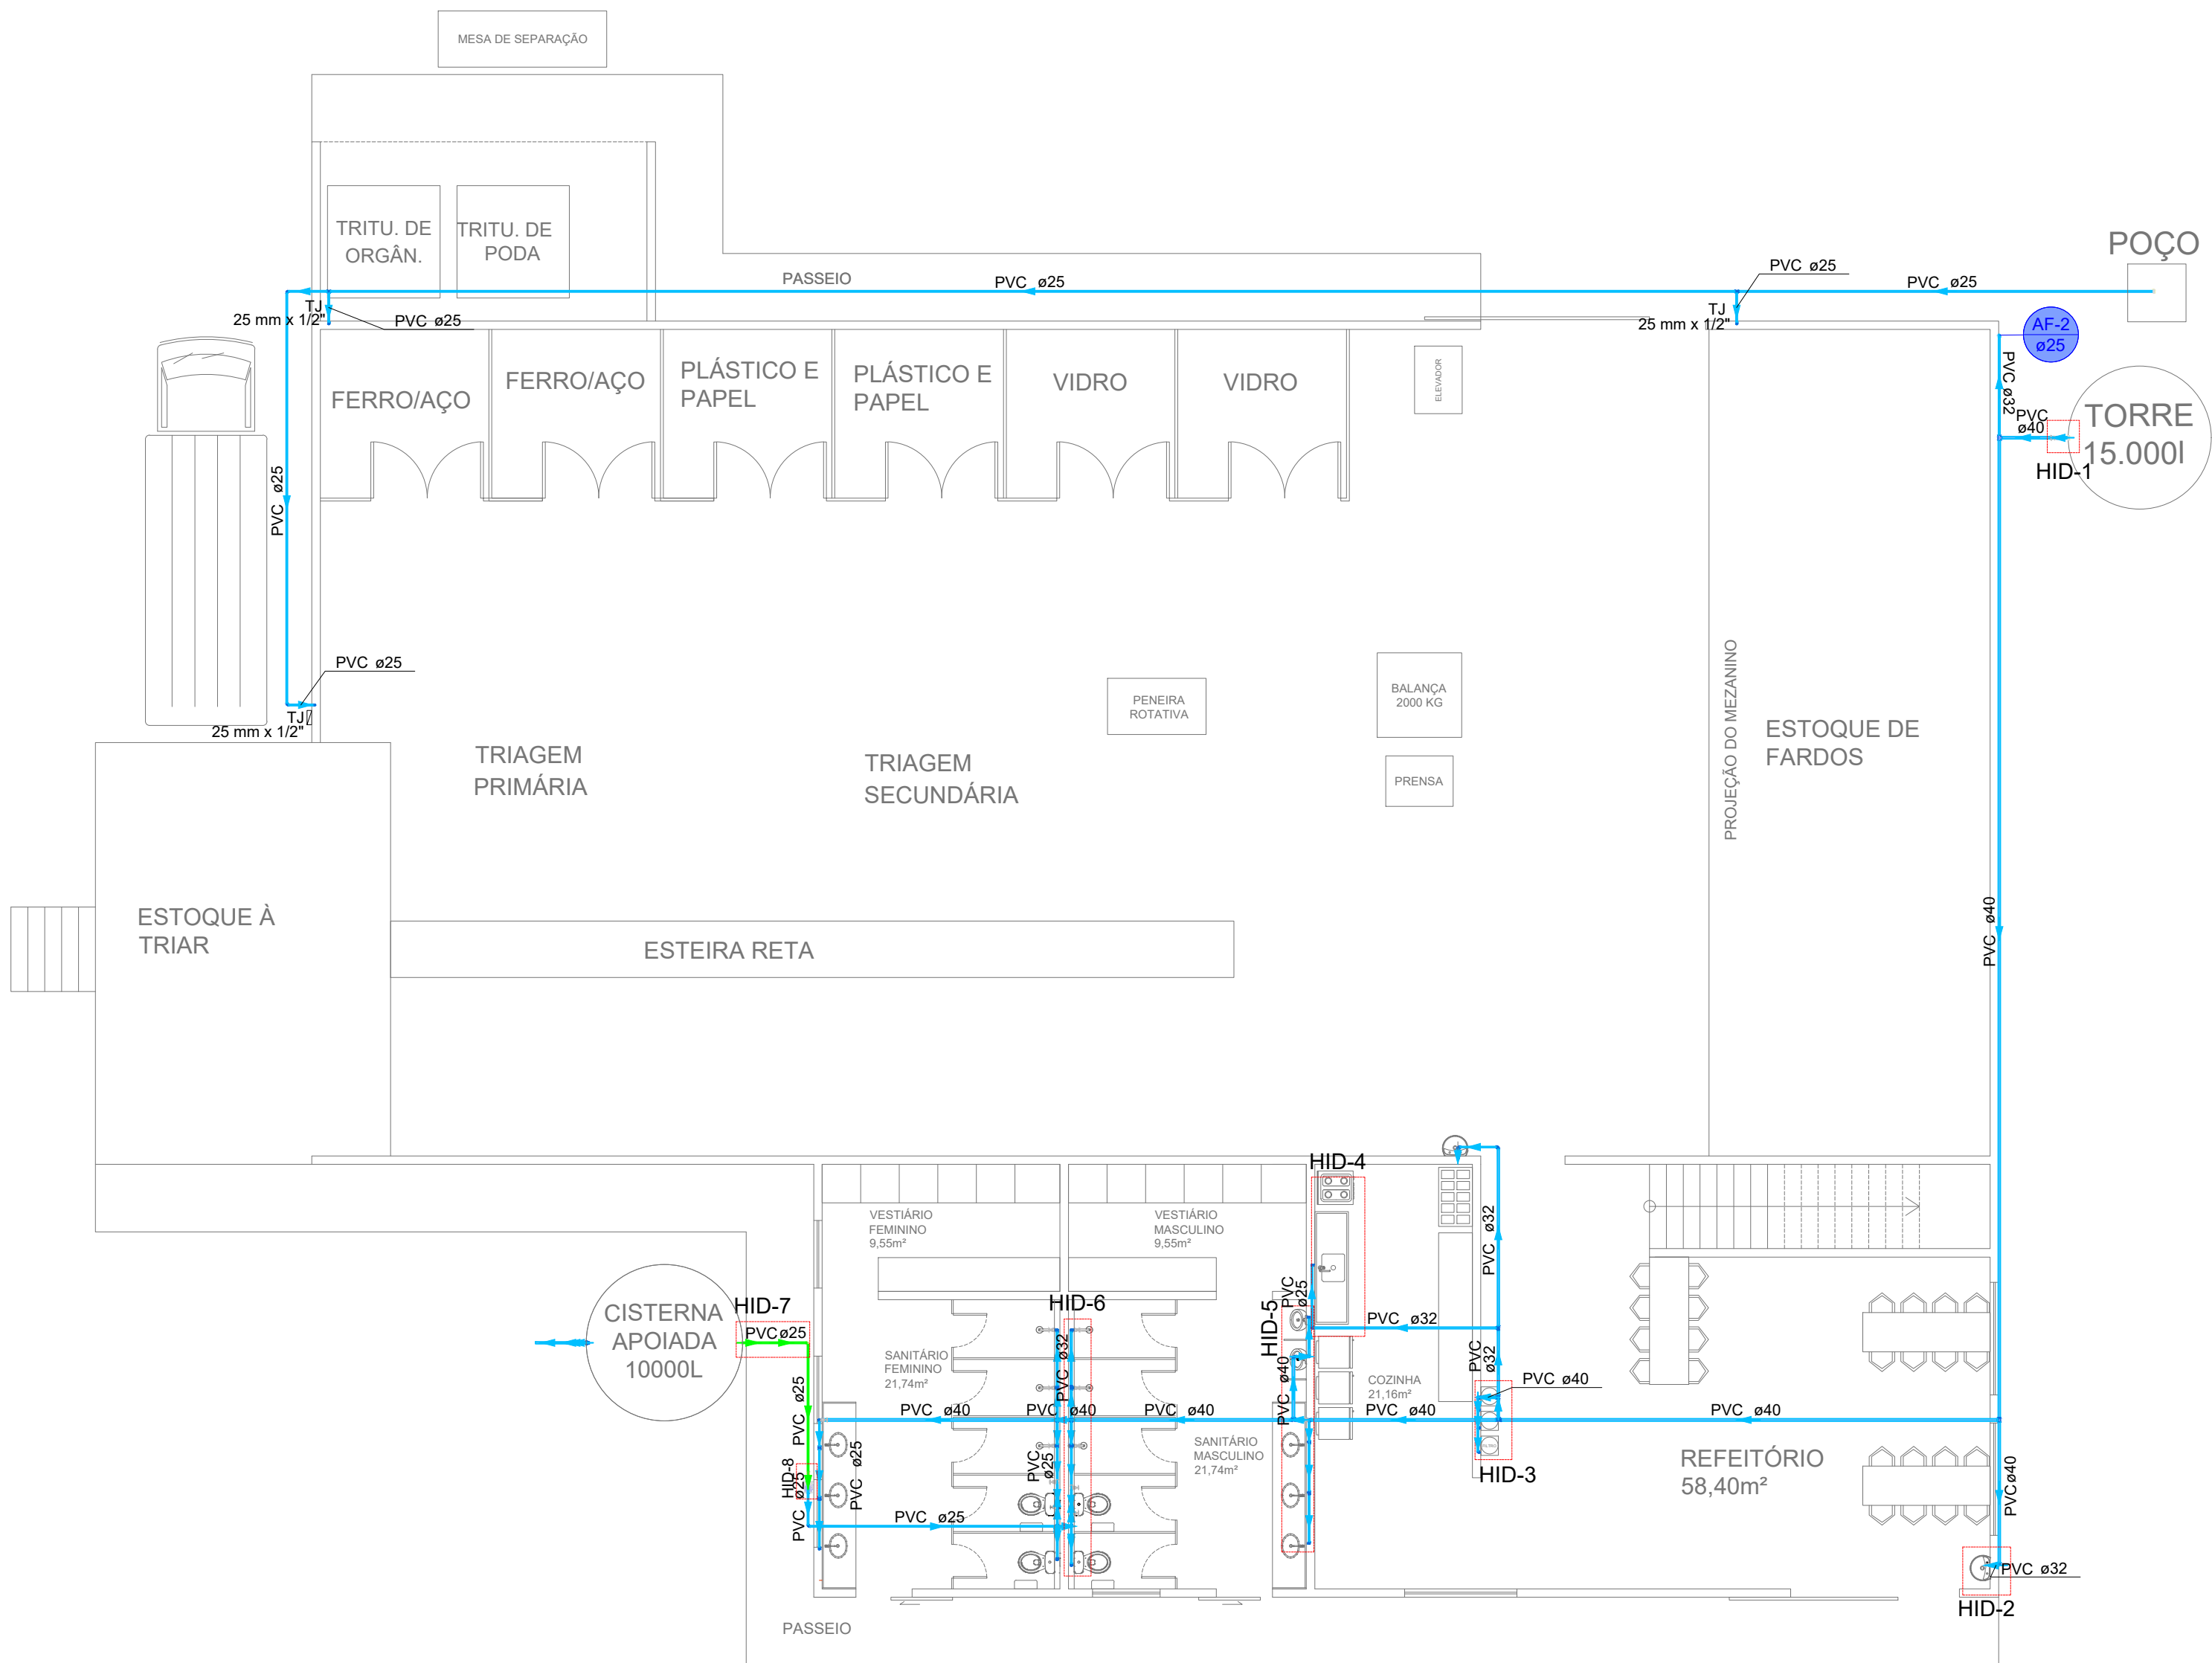 MESA DE SEPARAÇÃO
TRITU. DE
ORGÂN.
TRITU. DE
PODA
PASSEIO
PVC ø25
PVC ø25
PVC ø25
POÇO
TJ
25 mm x 1/2"
PVC ø25
TJ
25 mm x 1/2"
AF-2
ø25
PVC ø32
PVC
ø40
TORRE
15.000l
HID-1
FERRO/AÇO
FERRO/AÇO
PLÁSTICO E
PAPEL
PLÁSTICO E
PAPEL
VIDRO
VIDRO
ELEVADOR
PVC ø25
PVC ø25
TJ
25 mm x 1/2"
PENEIRA
ROTATIVA
BALANÇA
2000 KG
PRENSA
PROJEÇÃO DO MEZANINO
ESTOQUE DE
FARDOS
TRIAGEM
PRIMÁRIA
TRIAGEM
SECUNDÁRIA
ESTOQUE À
TRIAR
ESTEIRA RETA
PVC ø40
HID-4
VESTIÁRIO
FEMININO
9,55m²
VESTIÁRIO
MASCULINO
9,55m²
PVC ø32
CISTERNA
APOIADA
10000L
HID-7
PVC ø25
HID-6
HID-5
PVC
ø25
PVC ø32
PVC ø32
PVC
ø32
SANITÁRIO
FEMININO
21,74m²
COZINHA
21,16m²
PVC ø40
PVC ø40
PVC ø25
PVC ø40
PVC ø40
PVC ø40
PVC ø40
PVC ø40
SANITÁRIO
MASCULINO
21,74m²
REFEITÓRIO
58,40m²
HID-3
HID-8
PVC ø25
PVC ø25
PVC
ø25
PVC ø25
PVC ø40
PVC ø32
HID-2
PASSEIO